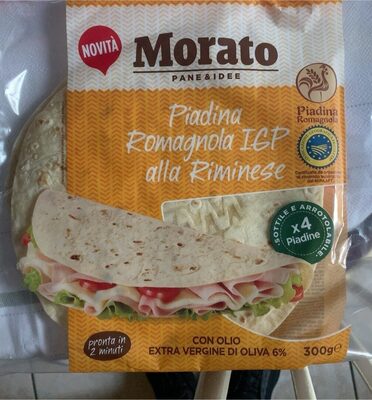 NOVITÀ
Morato
PANE & IDEE
Piadina
Romagnola IGP
alla Riminese
Piadina
Romagnola
SOTTILE E ARROTOLABILE
x4
Piadine
pronta in
2 minuti
CON OLIO
EXTRA VERGINE DI OLIVA 6%
300g e